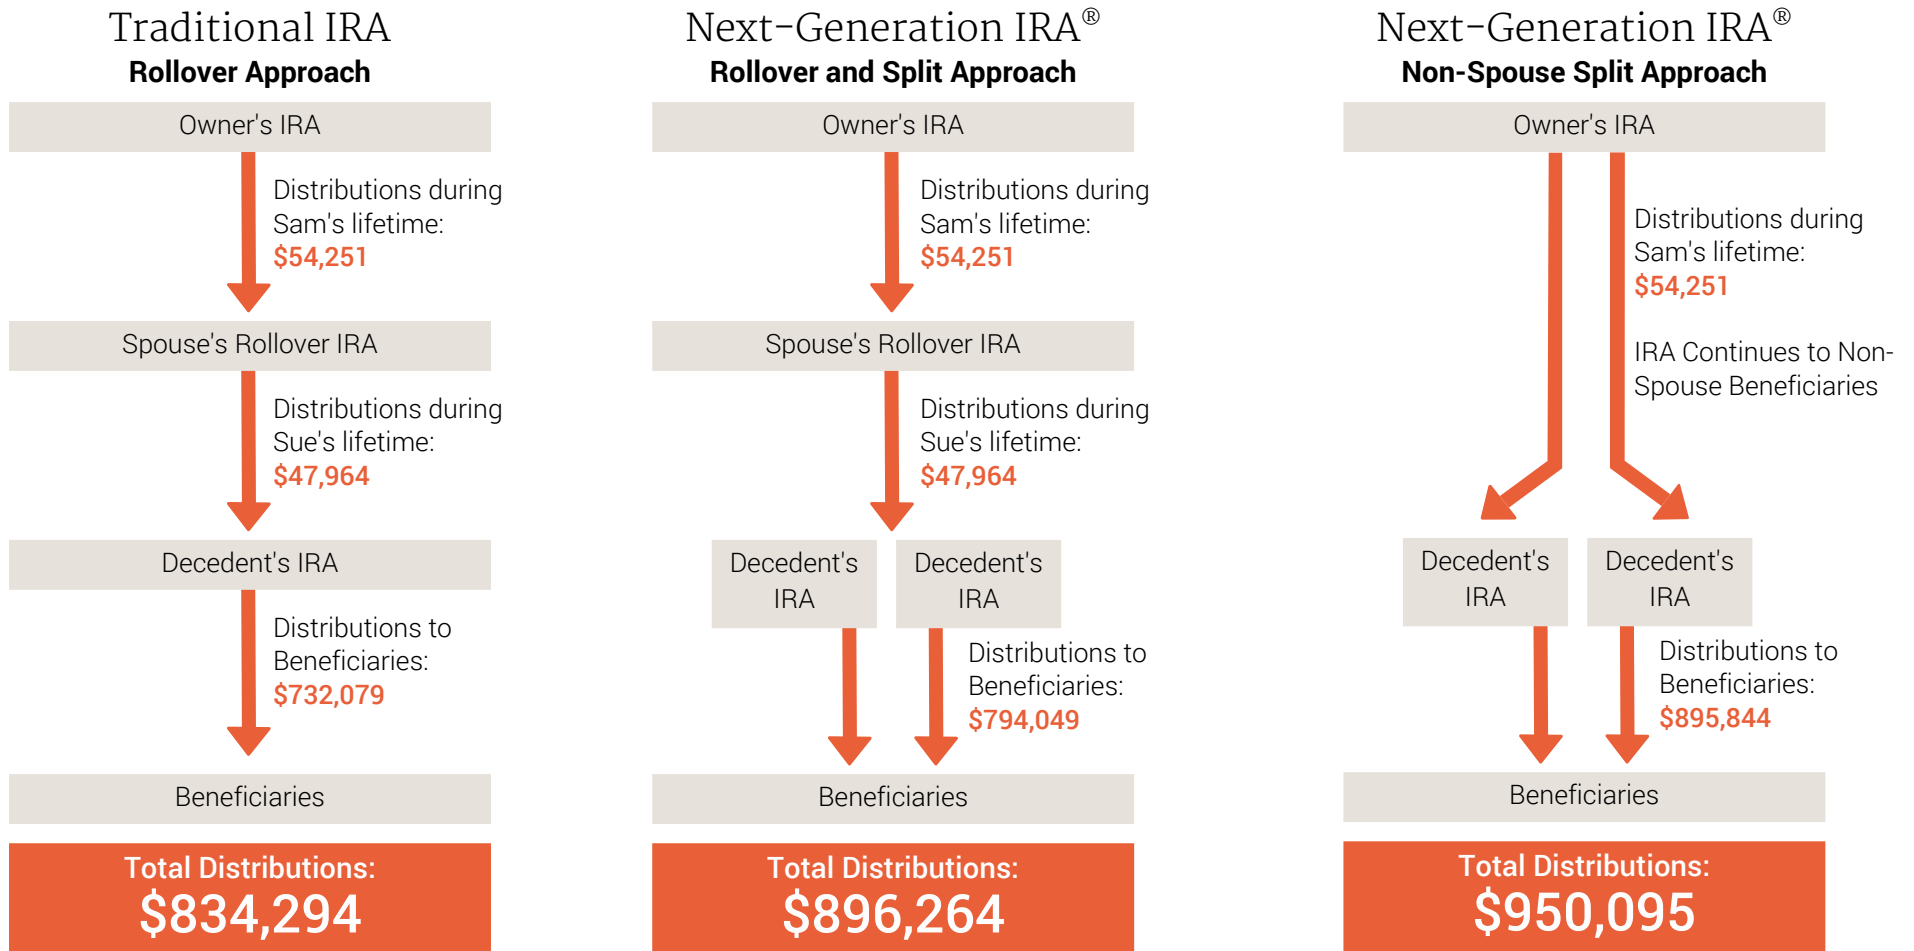 Traditional IRA
Rollover Approach
Owner's IRA
Distributions during
Sam's lifetime:
$54,251
Spouse's Rollover IRA
Distributions during
Sue's lifetime:
$47,964
Decedent's IRA
Distributions to
Beneficiaries:
$732,079
Beneficiaries
Total Distributions:
$834,294
Next-Generation IRA®
Rollover and Split Approach
Owner's IRA
Distributions during
Sam's lifetime:
$54,251
Spouse's Rollover IRA
Distributions during
Sue's lifetime:
$47,964
Decedent's
IRA
Decedent's
IRA
Distributions to
Beneficiaries:
$794,049
Beneficiaries
Total Distributions:
$896,264
Next-Generation IRA®
Non-Spouse Split Approach
Owner's IRA
Distributions during
Sam's lifetime:
$54,251
IRA Continues to Non-
Spouse Beneficiaries
Decedent's
IRA
Decedent's
IRA
Distributions to
Beneficiaries:
$895,844
Beneficiaries
Total Distributions:
$950,095